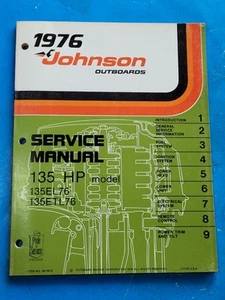 1976
Johnson
OUTBOARDS
SERVICE
MANUAL
135 HP model
135EL76
135ETL76
INTRODUCTION 1
GENERAL SERVICE INFORMATION 2
FUEL SYSTEM 3
IGNITION SYSTEM 4
POWER HEAD 5
LOWER UNIT 6
ELECTRICAL SYSTEM 7
REMOTE CONTROL 8
POWER TRIM AND TILT 9